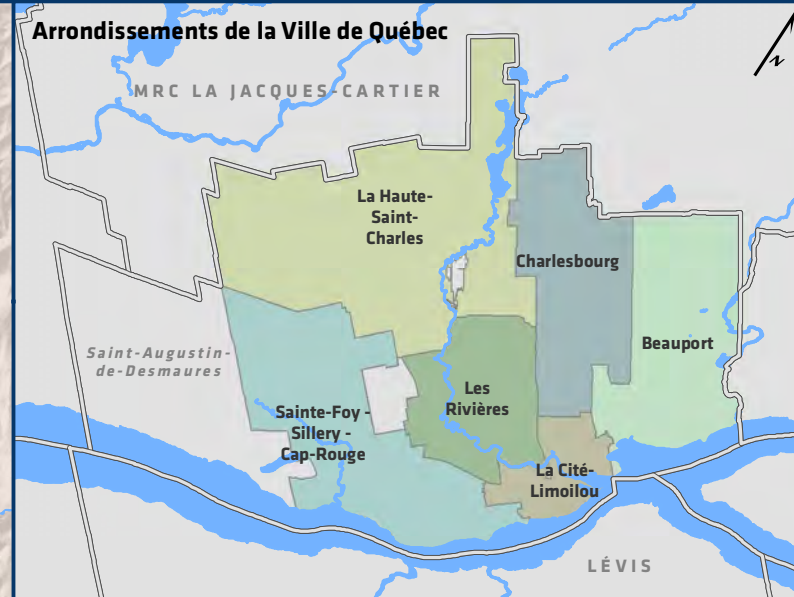 Arrondissements de la Ville de Québec
N
MRC LA JACQUES-CARTIER
La Haute-
Saint-
Charles
Charlesbourg
Beauport
Saint-Augustin-
de-Desmaures
Les
Rivières
Sainte-Foy -
Sillery -
Cap-Rouge
La Cité-
Limoilou
LÉVIS